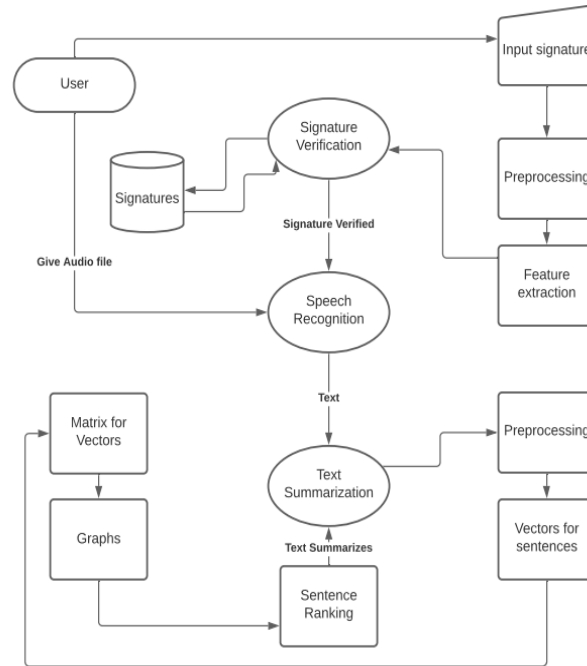 Input signature
User
Signature
Verification
Preprocessing
Signatures
Signature Verified
Give Audio file
Feature
extraction
Speech
Recognition
Text
Matrix for
Vectors
Preprocessing
Text
Summarization
Graphs
Vectors for
sentences
Text Summarizes
Sentence
Ranking